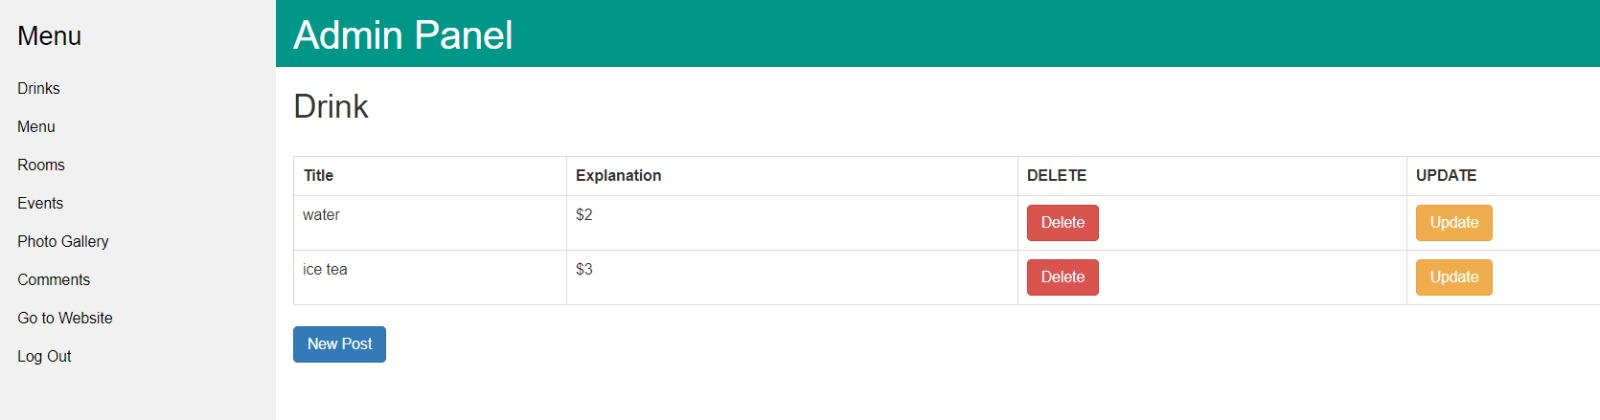 Menu
Drinks
Menu
Rooms
Events
Photo Gallery
Comments
Go to Website
Log Out
Admin Panel
Drink
Title Explanation DELETE UPDATE
water $2 Delete Update
ice tea $3 Delete Update
New Post